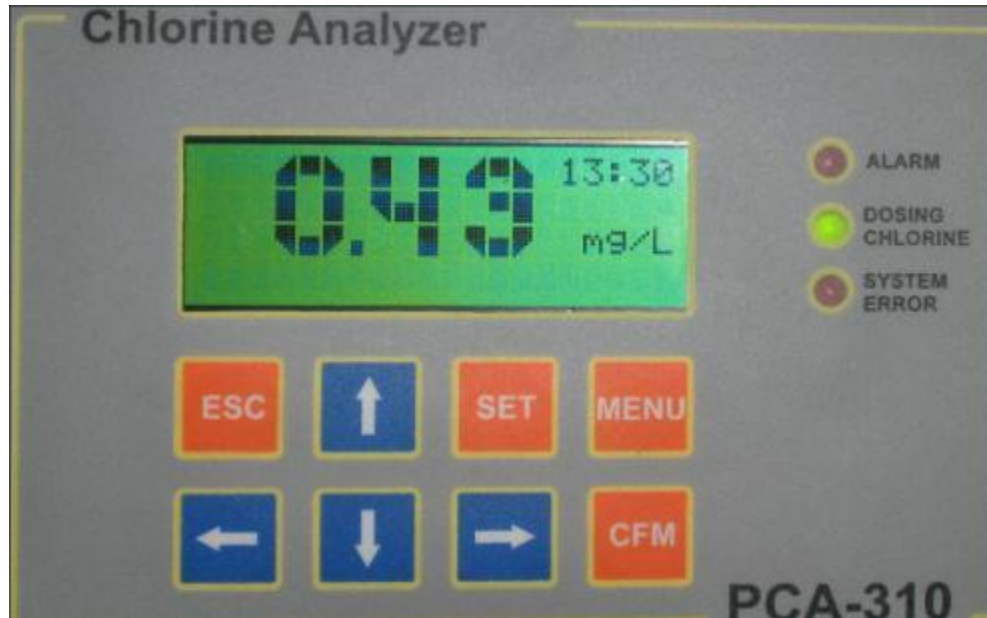 Chlorine Analyzer
0.43
13:30
mg/L
ALARM
DOSING
CHLORINE
SYSTEM
ERROR
ESC
SET
MENU
CFM
PCA-310